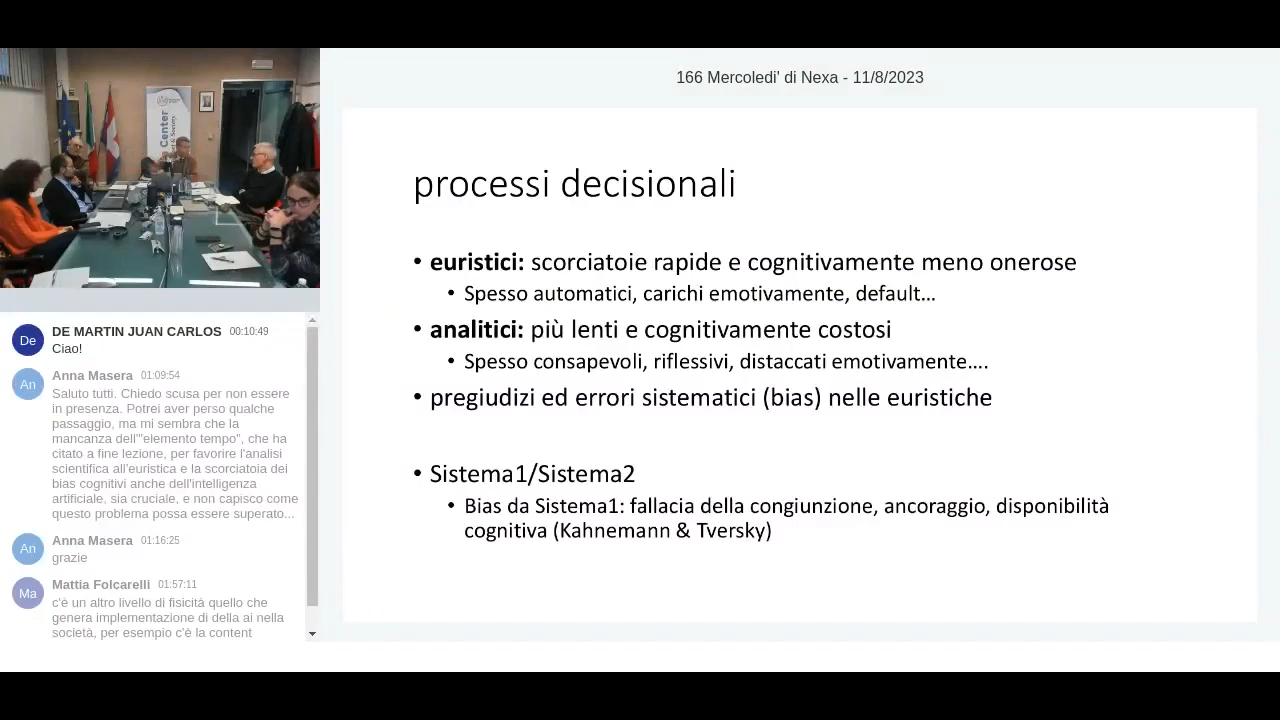 166 Mercoledi' di Nexa - 11/8/2023
Center
processi decisionali
• euristici: scorciatoie rapide e cognitivamente meno onerose
• Spesso automatici, carichi emotivamente, default…
• analitici: più lenti e cognitivamente costosi
• Spesso consapevoli, riflessivi, distaccati emotivamente….
• pregiudizi ed errori sistematici (bias) nelle euristiche
• Sistema1/Sistema2
• Bias da Sistema1: fallacia della congiunzione, ancoraggio, disponibilità
cognitiva (Kahnemann & Tversky)
De
DE MARTIN JUAN CARLOS 00:10:49
Ciao!
An
Anna Masera 01:09:54
Saluto tutti. Chiedo scusa per non essere
in presenza. Potrei aver perso qualche
passaggio, ma mi sembra che la
mancanza dell'"elemento tempo", che ha
citato a fine lezione, per favorire l'analisi
scientifica all'euristica e la scorciatoia dei
bias cognitivi anche dell'intelligenza
artificiale, sia cruciale, e non capisco come
questo problema possa essere superato...
An
Anna Masera 01:16:25
grazie
Ma
Mattia Folcarelli 01:57:11
c'è un altro livello di fisicità quello che
genera implementazione di della ai nella
società, per esempio c'è la content